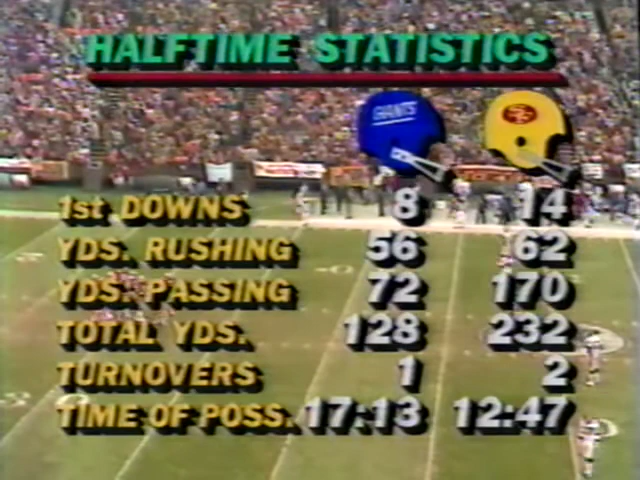 HALFTIME STATISTICS
GIANTS SF
1st DOWNS 8 14
YDS. RUSHING 56 62
YDS. PASSING 72 170
TOTAL YDS. 128 232
TURNOVERS 1 2
TIME OF POSS. 17:13 12:47